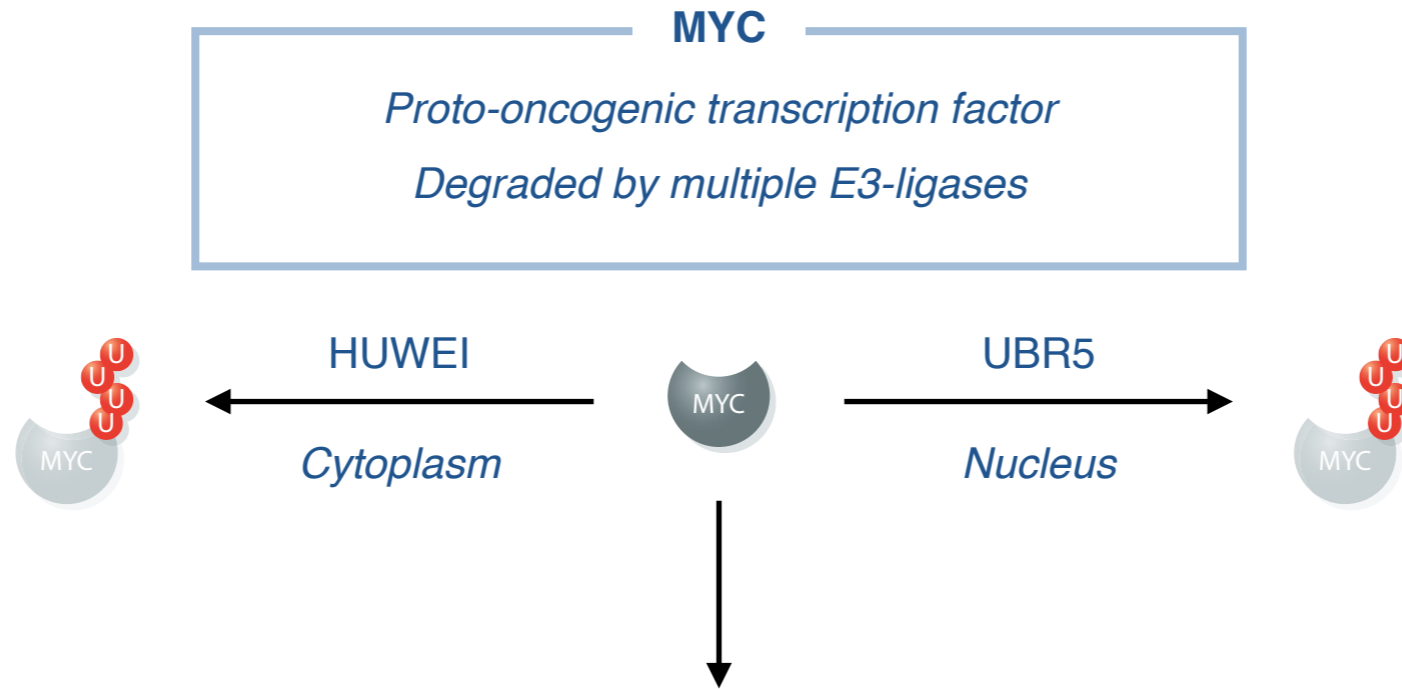 MYC
Proto-oncogenic transcription factor
Degraded by multiple E3-ligases
HUWEI
UBR5
U
U
U
U
MYC
MYC
U
U
U
U
MYC
Cytoplasm
Nucleus